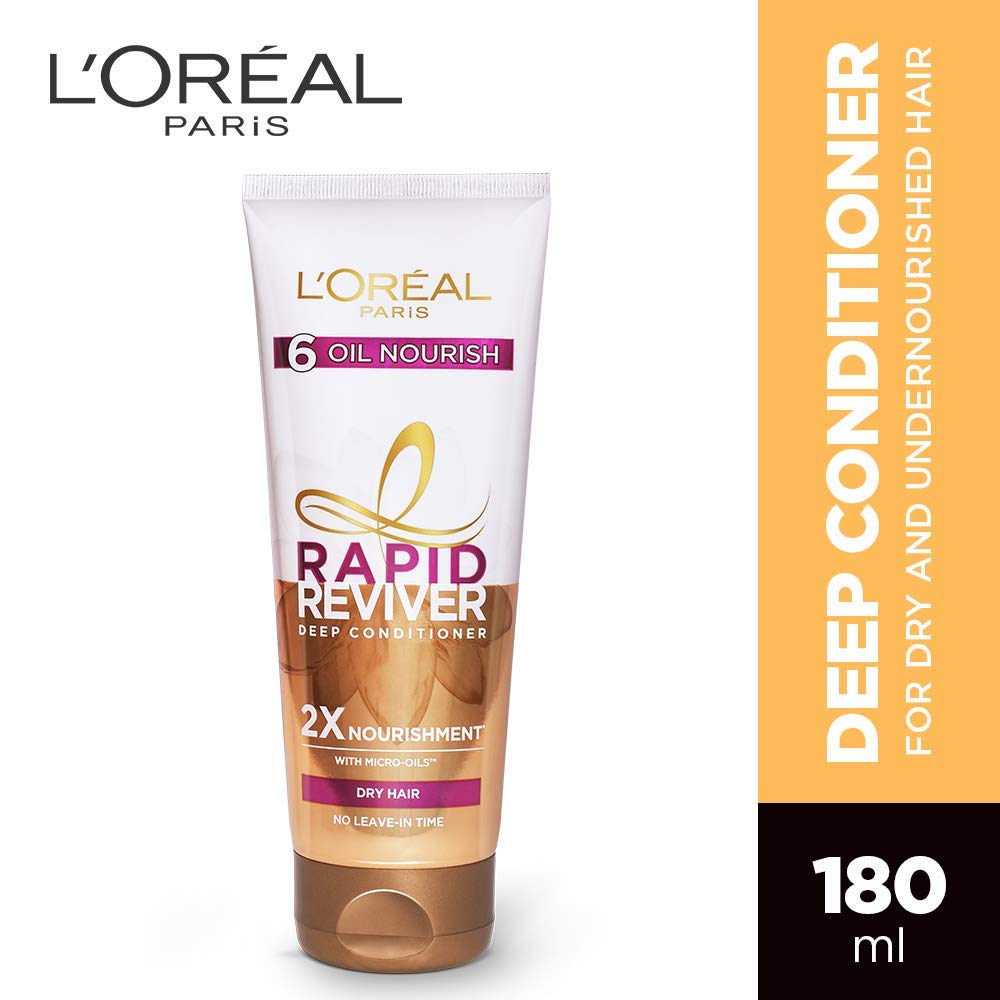 L'ORÉAL
PARiS
L'ORÉAL
PARiS
6 OIL NOURISH
RAPID
REVIVER
DEEP CONDITIONER
2X NOURISHMENT*
WITH MICRO-OILS™
DRY HAIR
NO LEAVE-IN TIME
DEEP CONDITIONER
FOR DRY AND UNDERNOURISHED HAIR
180
ml